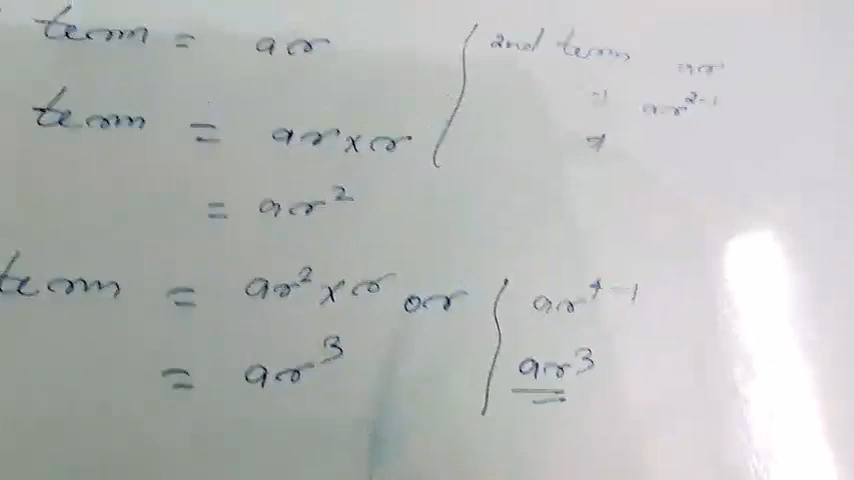 term = ar
2nd term
ar
ar²⁻¹
term = ar × r
= ar²
term = ar² × r or
ar⁴⁻¹
= ar³
ar³